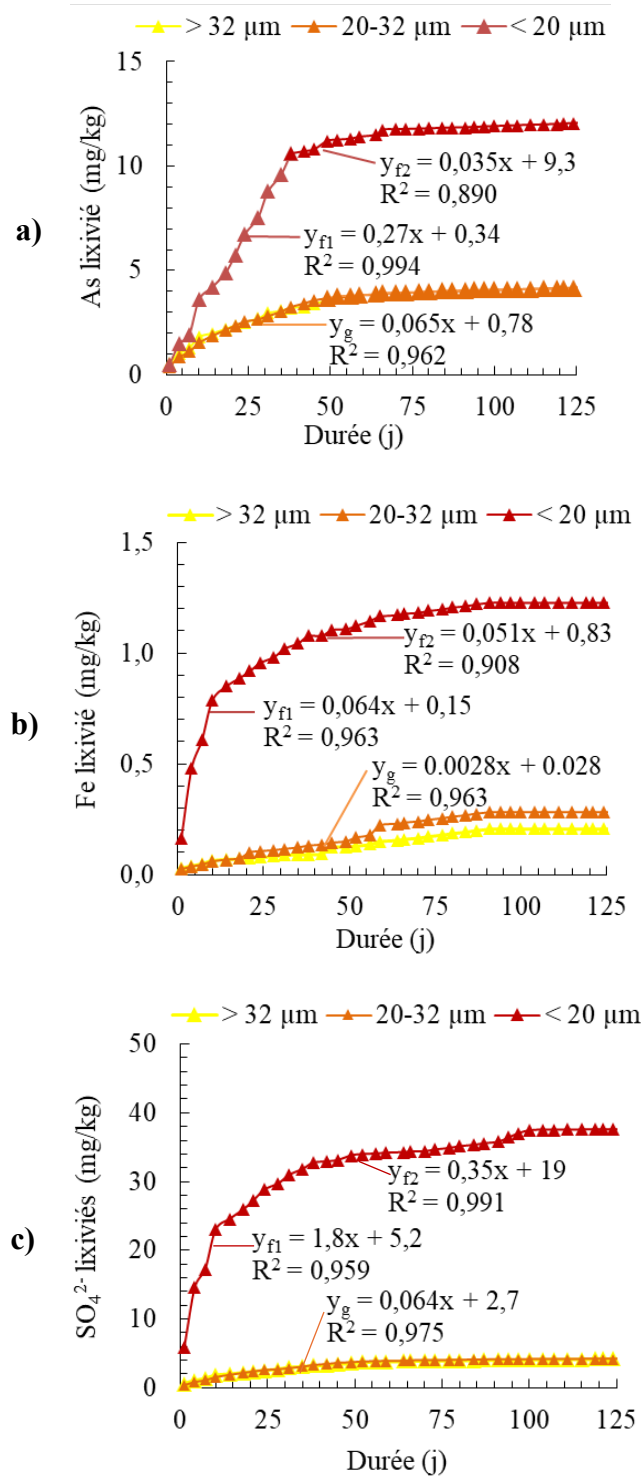 > 32 µm 20-32 µm < 20 µm
15
10
5
0
As lixivié (mg/kg)
a)
y_f2 = 0,035x + 9,3
R² = 0,890
y_f1 = 0,27x + 0,34
R² = 0,994
y_g = 0,065x + 0,78
R² = 0,962
0 25 50 75 100 125
Durée (j)
> 32 µm 20-32 µm < 20 µm
1,5
1,0
0,5
0,0
Fe lixivié (mg/kg)
b)
y_f2 = 0,051x + 0,83
R² = 0,908
y_f1 = 0,064x + 0,15
R² = 0,963
y_g = 0.0028x + 0.028
R² = 0,963
0 25 50 75 100 125
Durée (j)
> 32 µm 20-32 µm < 20 µm
50
40
30
20
10
0
SO₄²⁻ lixiviés (mg/kg)
c)
y_f2 = 0,35x + 19
R² = 0,991
y_f1 = 1,8x + 5,2
R² = 0,959
y_g = 0,064x + 2,7
R² = 0,975
0 25 50 75 100 125
Durée (j)